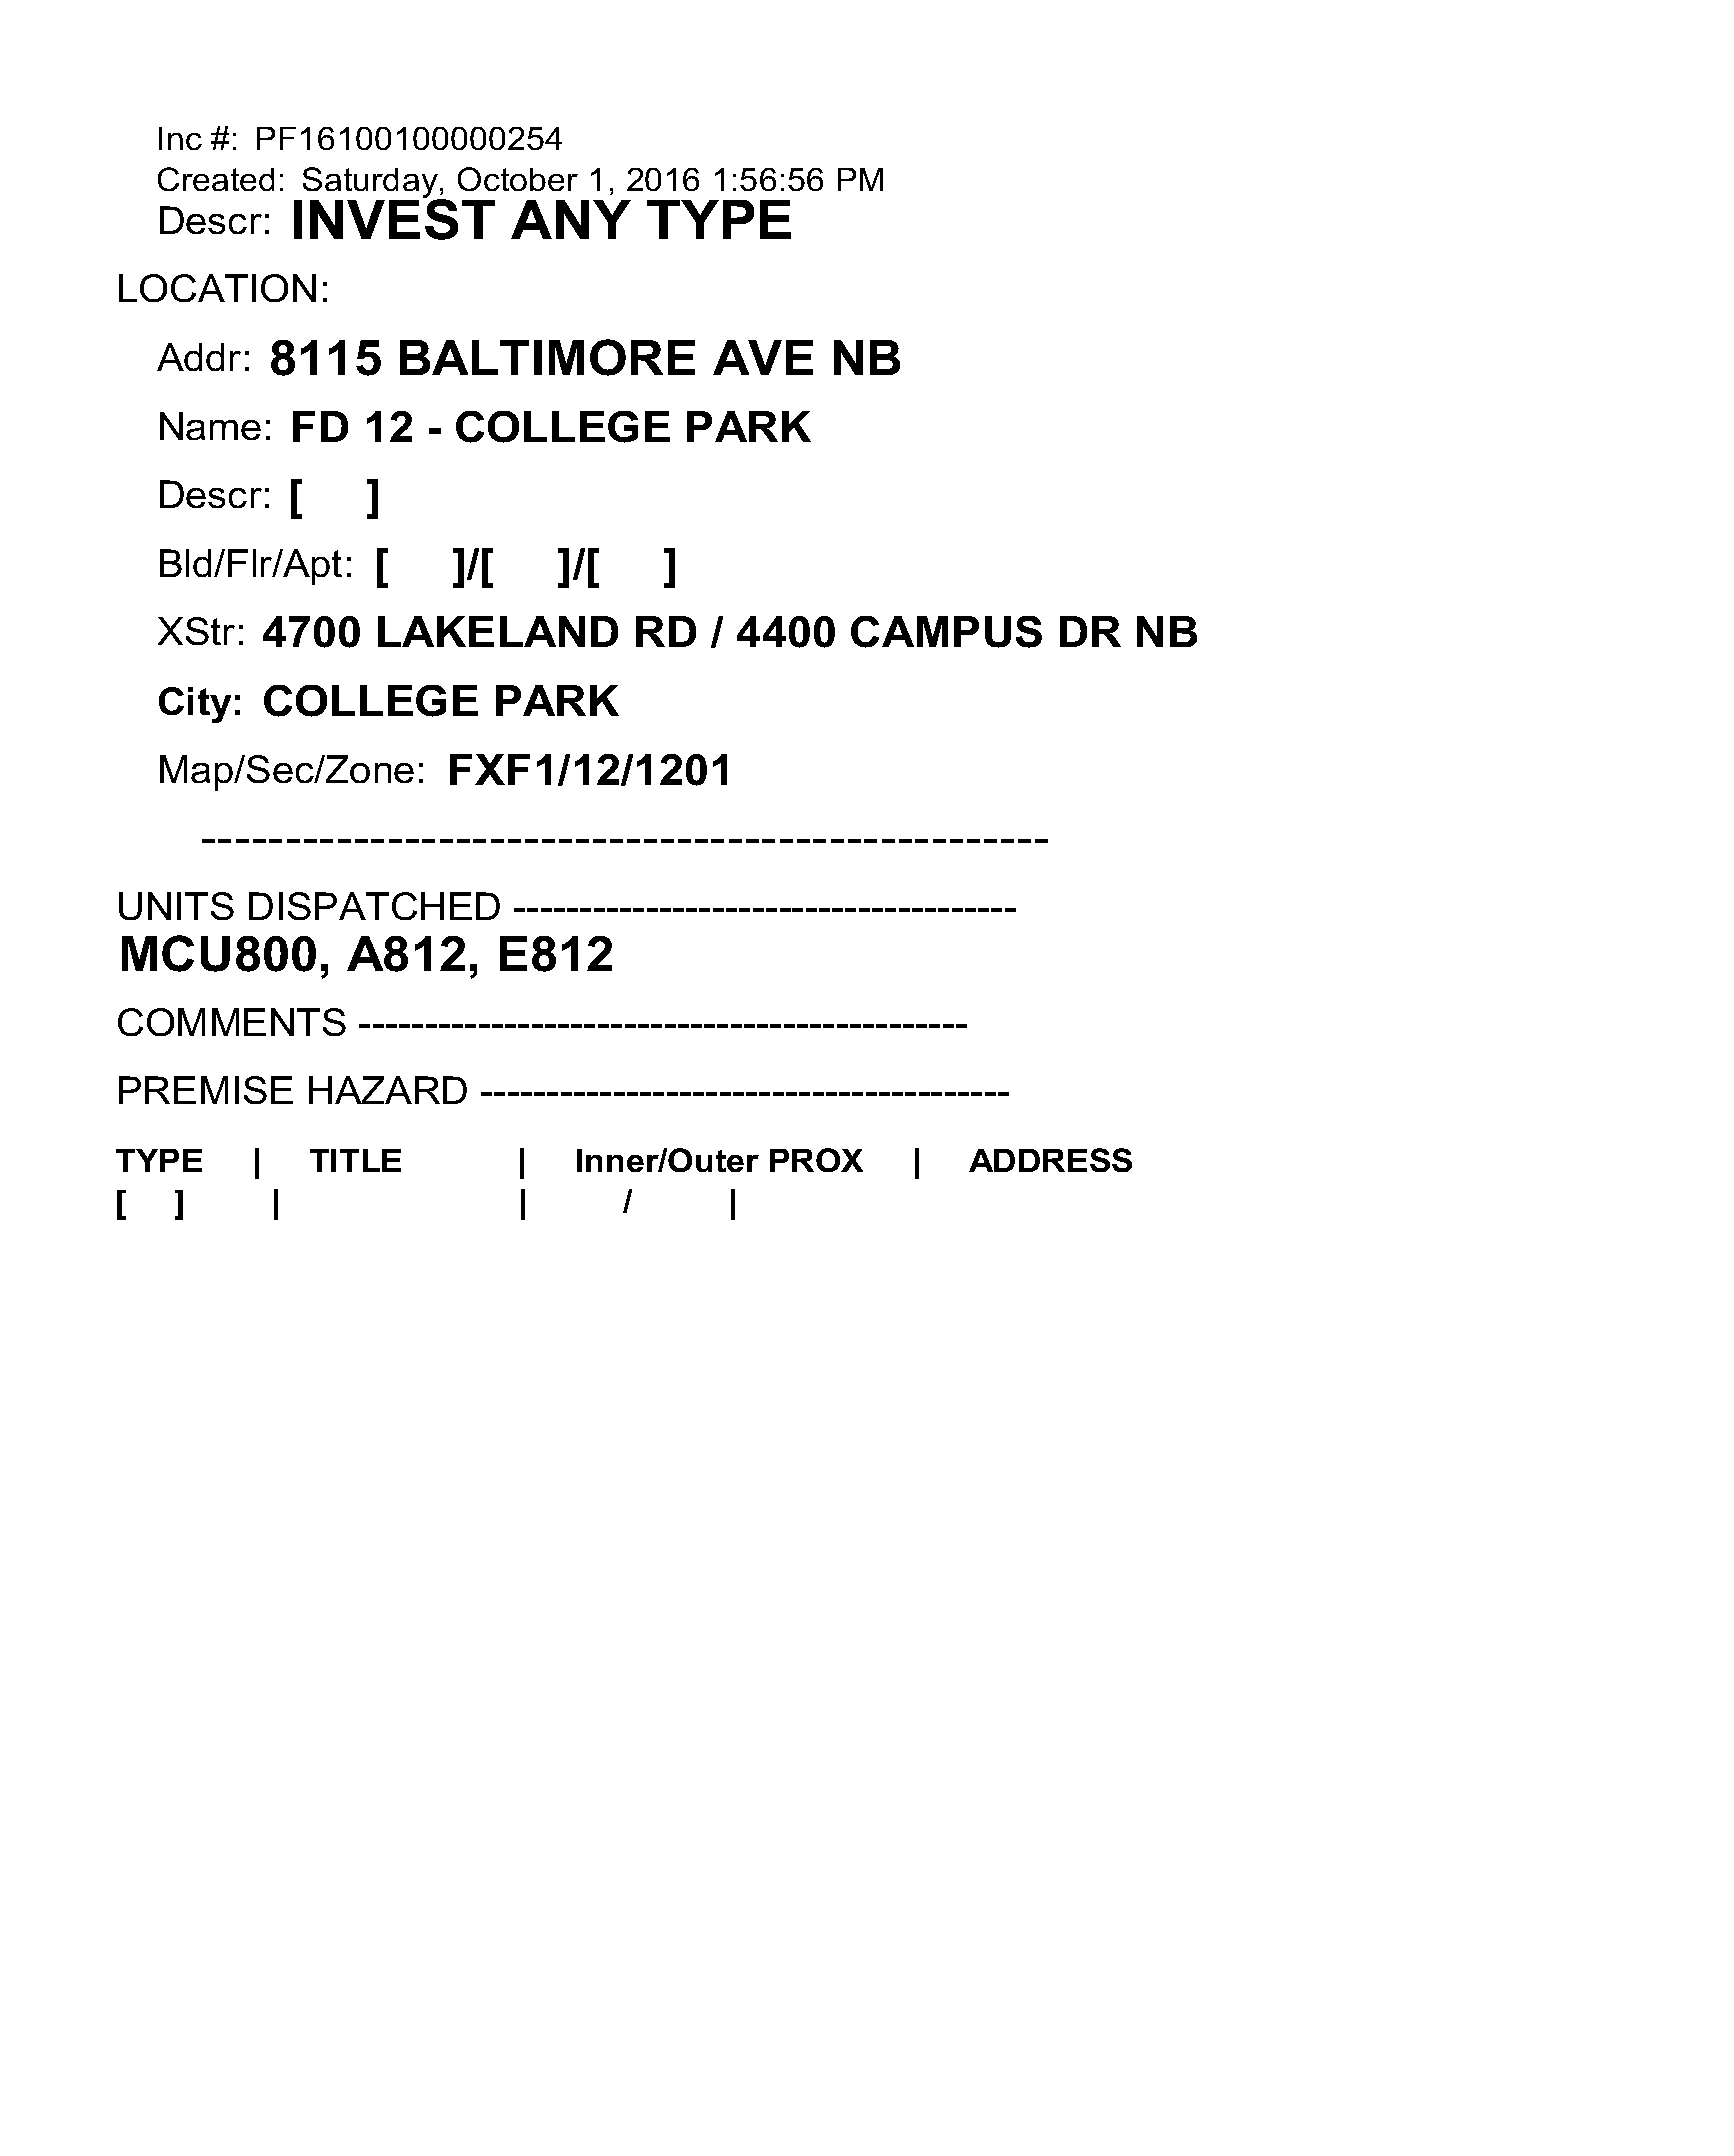 Inc #: PF16100100000254
Created: Saturday, October 1, 2016 1:56:56 PM
Descr: INVEST ANY TYPE
LOCATION:
Addr: 8115 BALTIMORE AVE NB
Name: FD 12 - COLLEGE PARK
Descr: [ ]
Bld/Flr/Apt: [ ]/[ ]/[ ]
XStr: 4700 LAKELAND RD / 4400 CAMPUS DR NB
City: COLLEGE PARK
Map/Sec/Zone: FXF1/12/1201
--------------------------------------------------
UNITS DISPATCHED --------------------------------------
MCU800, A812, E812
COMMENTS ----------------------------------------------
PREMISE HAZARD ----------------------------------------
TYPE | TITLE | Inner/Outer PROX | ADDRESS
[ ] | | / |